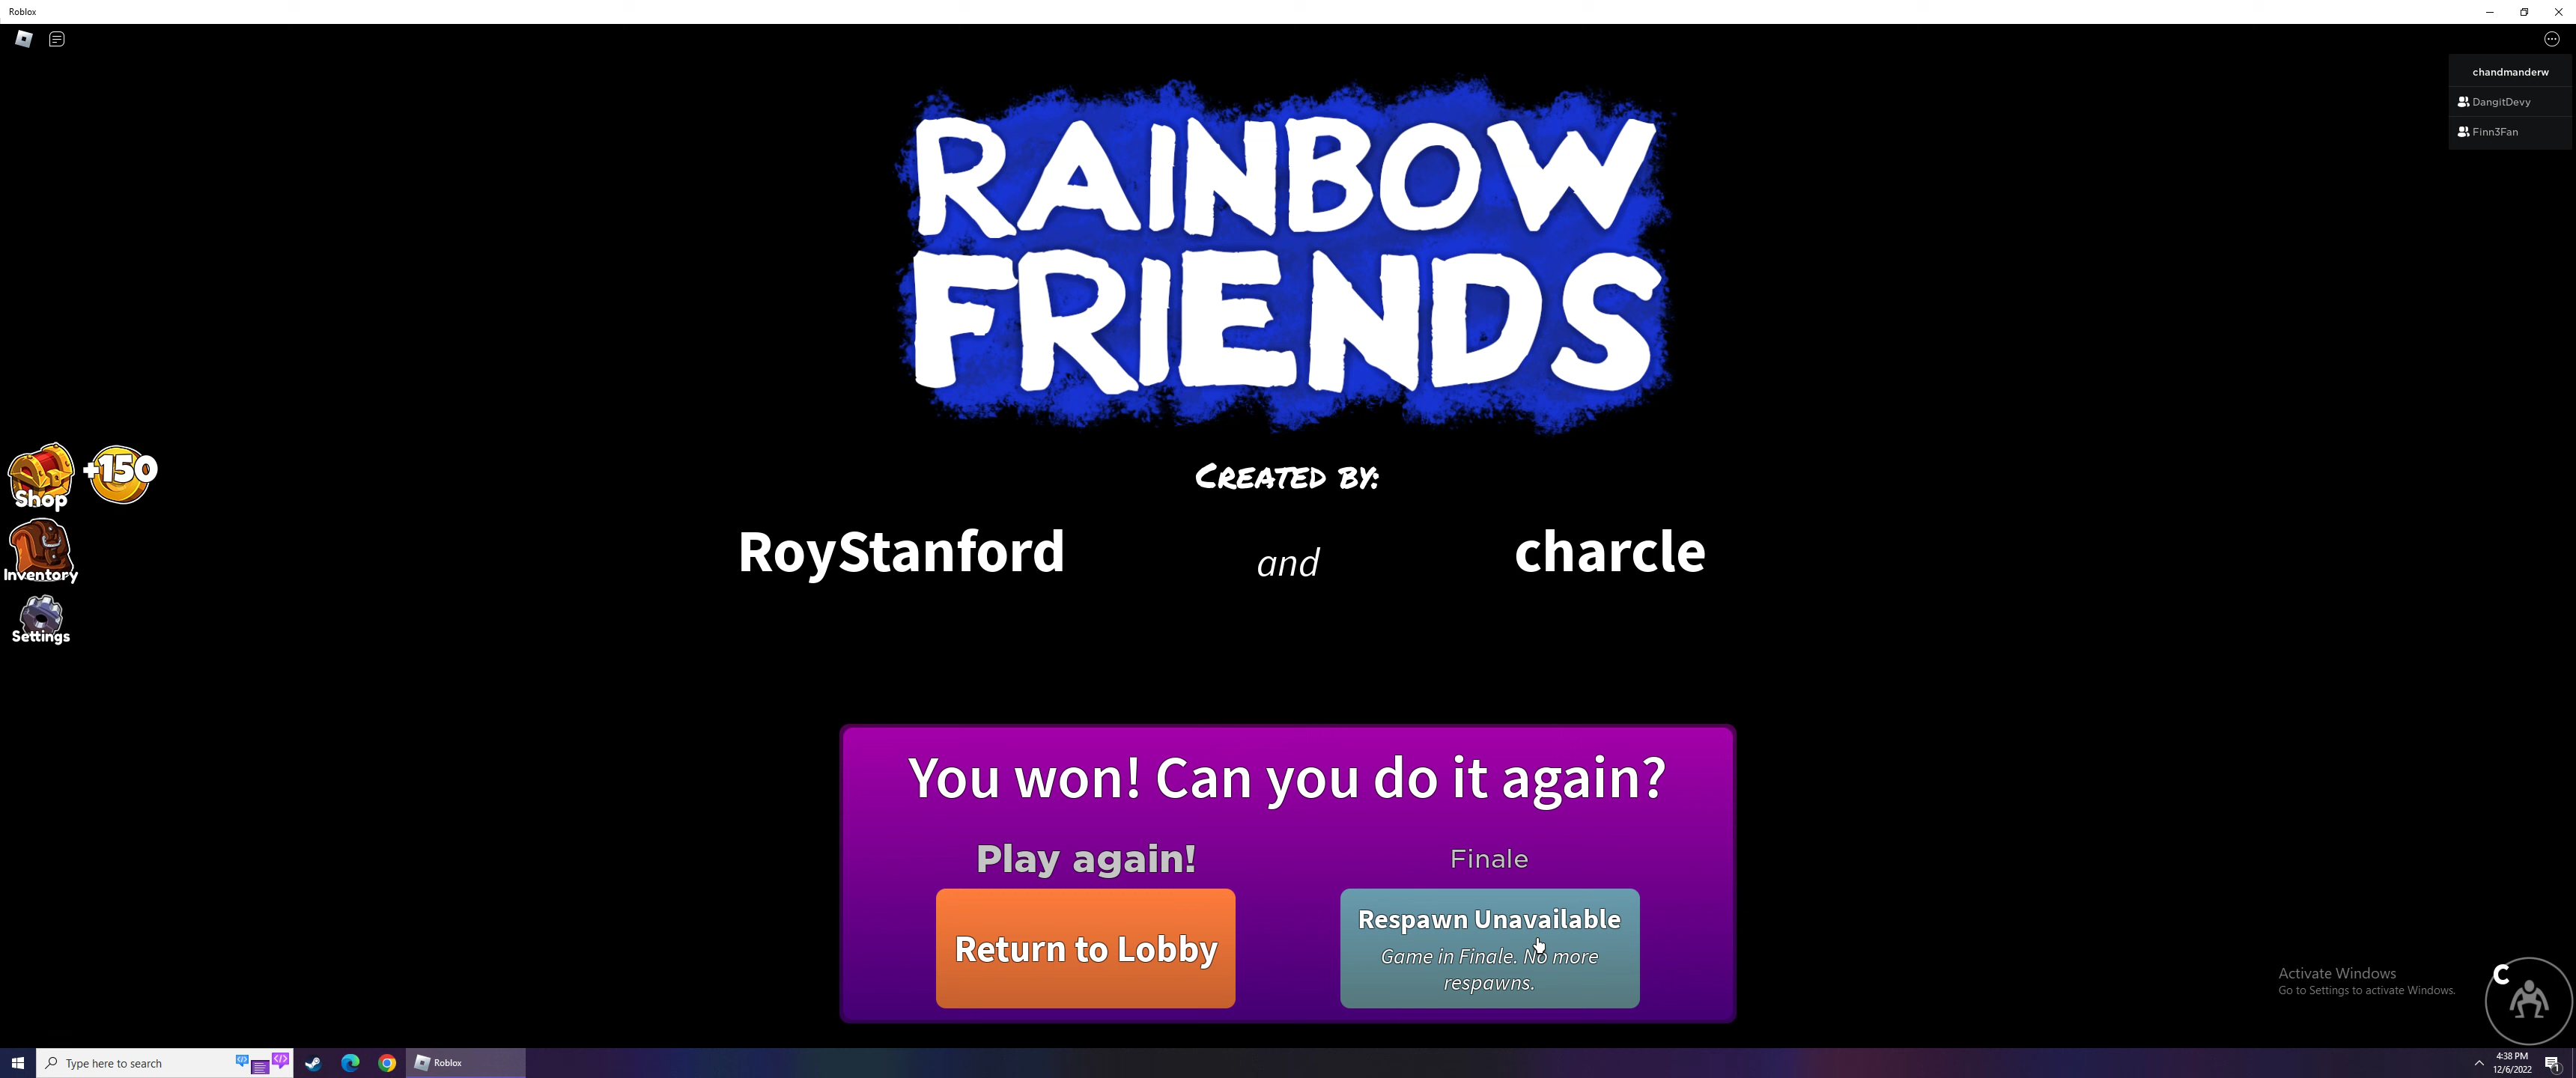 Roblox
chandmanderw
DangitDevy
Finn3Fan
RAINBOW
FRIENDS
CREATED BY:
RoyStanford and charcle
+150
Shop
Inventory
Settings
You won! Can you do it again?
Play again!
Finale
Return to Lobby
Respawn Unavailable
Game in Finale. No more
respawns.
Activate Windows
Go to Settings to activate Windows.
C
Type here to search
Roblox
4:38 PM
12/6/2022
1